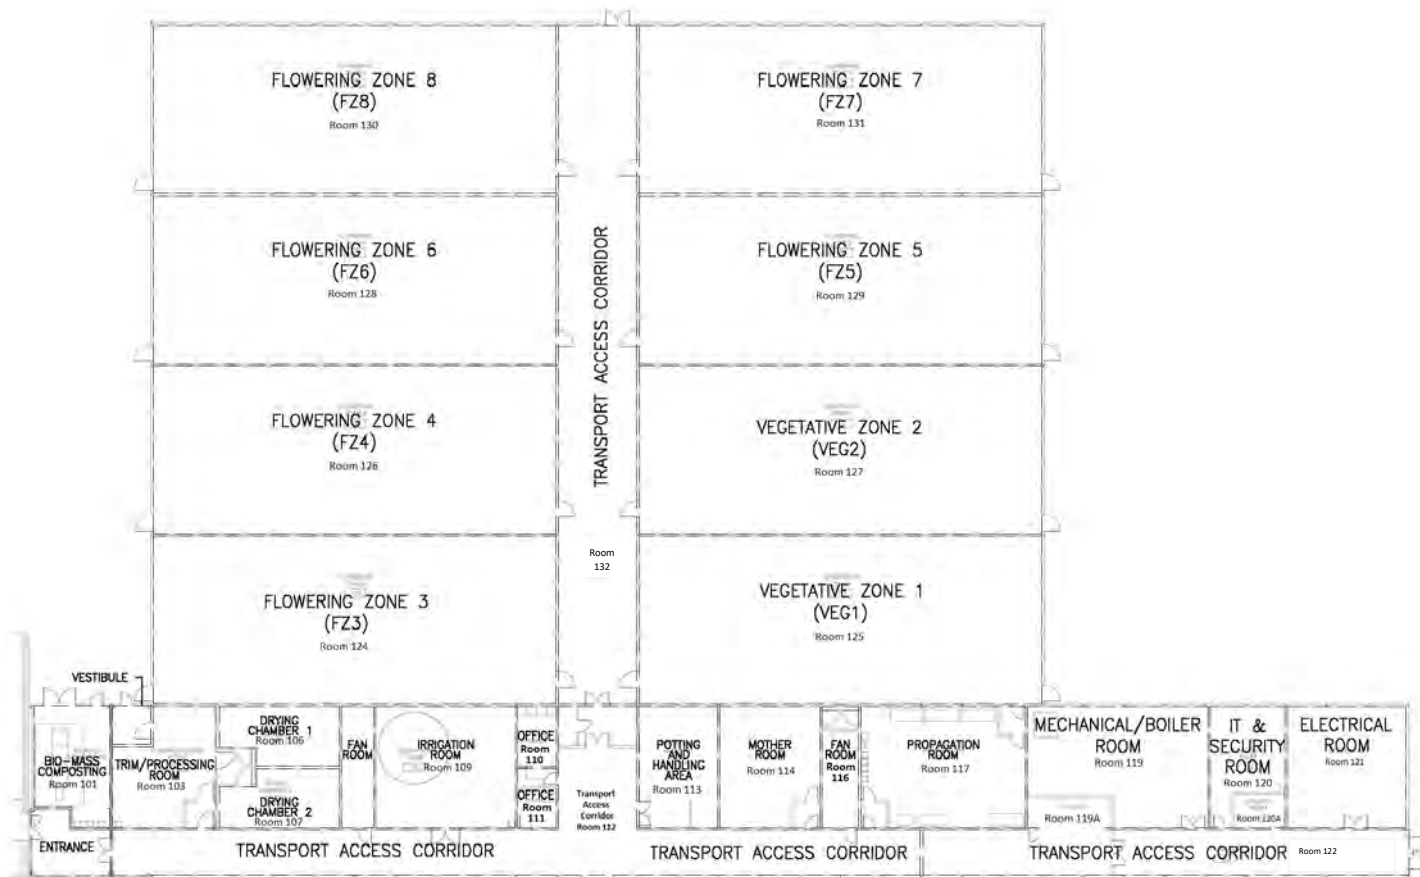 FLOWERING ZONE 8
(FZ8)
Room 130
FLOWERING ZONE 7
(FZ7)
Room 131
FLOWERING ZONE 6
(FZ6)
Room 128
FLOWERING ZONE 5
(FZ5)
Room 129
TRANSPORT ACCESS CORRIDOR
FLOWERING ZONE 4
(FZ4)
Room 126
VEGETATIVE ZONE 2
(VEG2)
Room 127
Room
132
FLOWERING ZONE 3
(FZ3)
Room 124
VEGETATIVE ZONE 1
(VEG1)
Room 125
VESTIBULE
BIO-MASS
COMPOSTING
Room 101
TRIM/PROCESSING
ROOM
Room 103
DRYING
CHAMBER 1
Room 106
DRYING
CHAMBER 2
Room 107
FAN
ROOM
IRRIGATION
ROOM
Room 109
OFFICE
Room
110
OFFICE
Room
111
Transport
Access
Corridor
Room 112
POTTING
AND
HANDLING
AREA
Room 113
MOTHER
ROOM
Room 114
FAN
ROOM
Room
116
PROPAGATION
ROOM
Room 117
MECHANICAL/BOILER
ROOM
Room 119
Room 119A
IT &
SECURITY
ROOM
Room 120
Room 120A
ELECTRICAL
ROOM
Room 121
ENTRANCE
TRANSPORT ACCESS CORRIDOR
TRANSPORT ACCESS CORRIDOR
TRANSPORT ACCESS CORRIDOR
Room 122